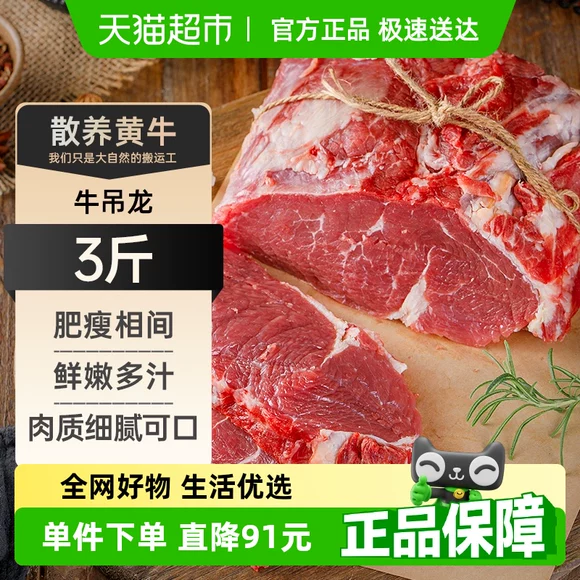 天猫超市 官方正品 极速送达
散养黄牛
我们只是大自然的搬运工
牛吊龙
3斤
肥瘦相间
鲜嫩多汁
肉质细腻可口
全网好物 生活优选
单件下单 直降91元
正品保障